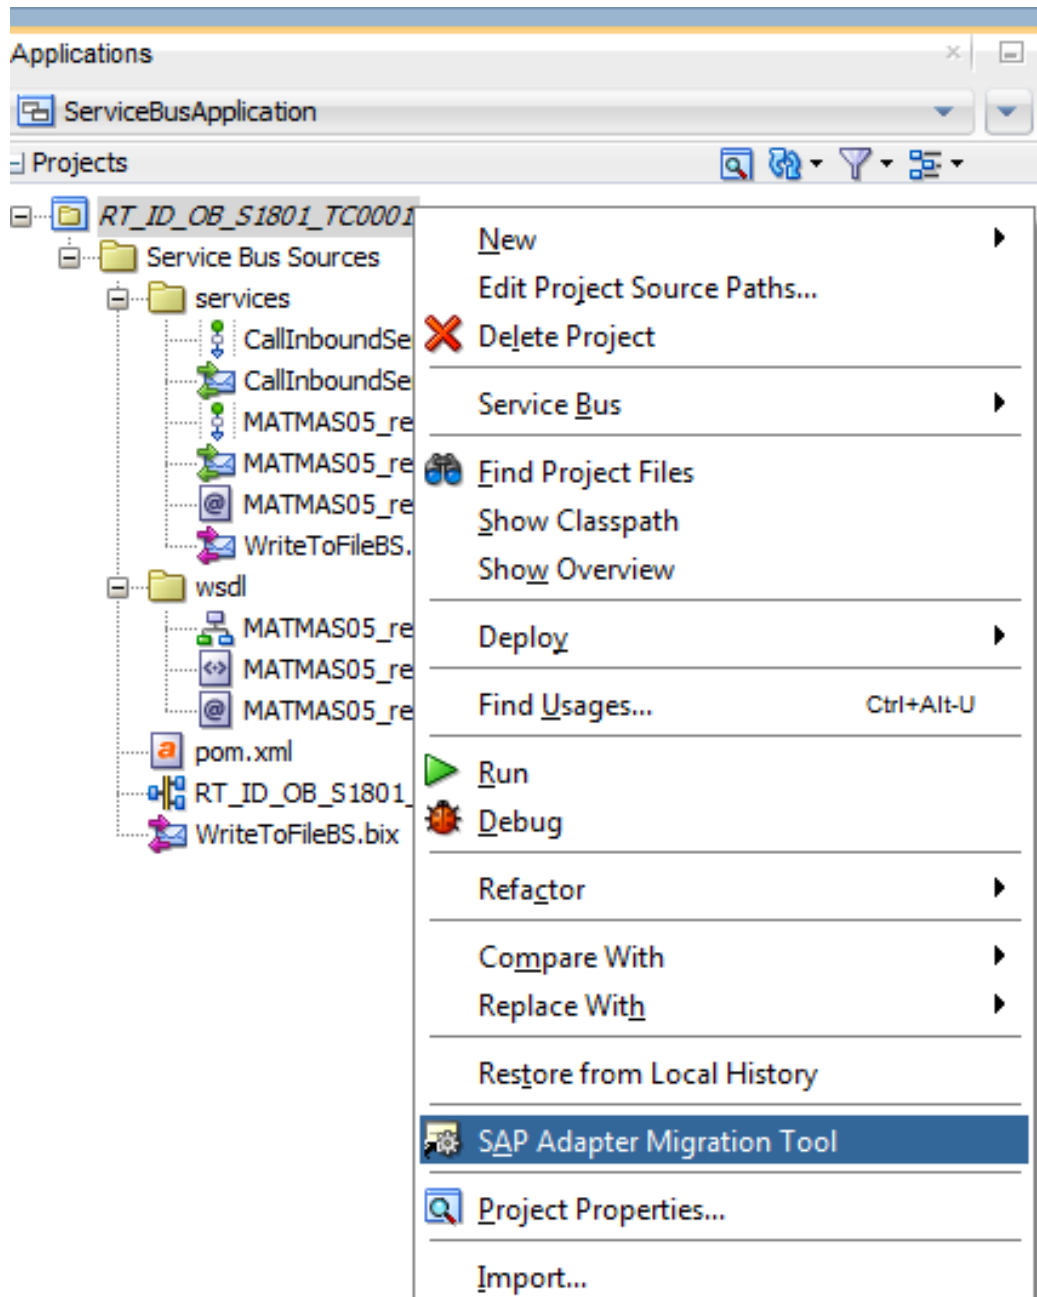 Applications
ServiceBusApplication
Projects
RT_ID_OB_S1801_TC0001
Service Bus Sources
services
CallInboundSe
CallInboundSe
MATMAS05_re
MATMAS05_re
MATMAS05_re
WriteToFileBS.
wsdl
MATMAS05_re
MATMAS05_re
MATMAS05_re
pom.xml
RT_ID_OB_S1801_
WriteToFileBS.bix
New
Edit Project Source Paths...
Delete Project
Service Bus
Find Project Files
Show Classpath
Show Overview
Deploy
Find Usages... Ctrl+Alt-U
Run
Debug
Refactor
Compare With
Replace With
Restore from Local History
SAP Adapter Migration Tool
Project Properties...
Import...